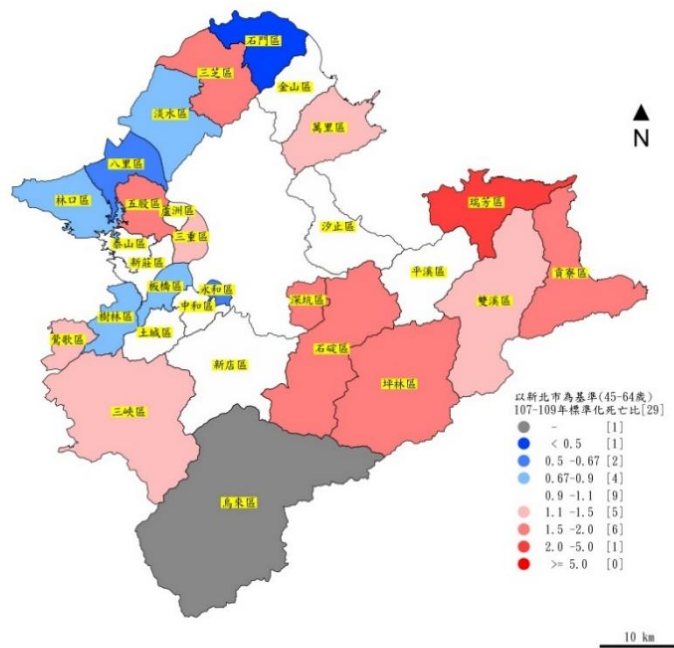 石門區
三芝區
金山區
淡水區
萬里區
N
八里區
林口區
瑞芳區
五股區
蘆洲區
汐止區
三重區
泰山區
新莊區
平溪區
貢寮區
板橋區
永和區
深坑區
雙溪區
中和區
樹林區
土城區
鶯歌區
石碇區
新店區
坪林區
三峽區
烏來區
以新北市為基準(45-64歲)
107-109年標準化死亡比[29]
- [1]
< 0.5 [1]
0.5 -0.67 [2]
0.67-0.9 [4]
0.9 -1.1 [9]
1.1 -1.5 [5]
1.5 -2.0 [6]
2.0 -5.0 [1]
>= 5.0 [0]
10 km